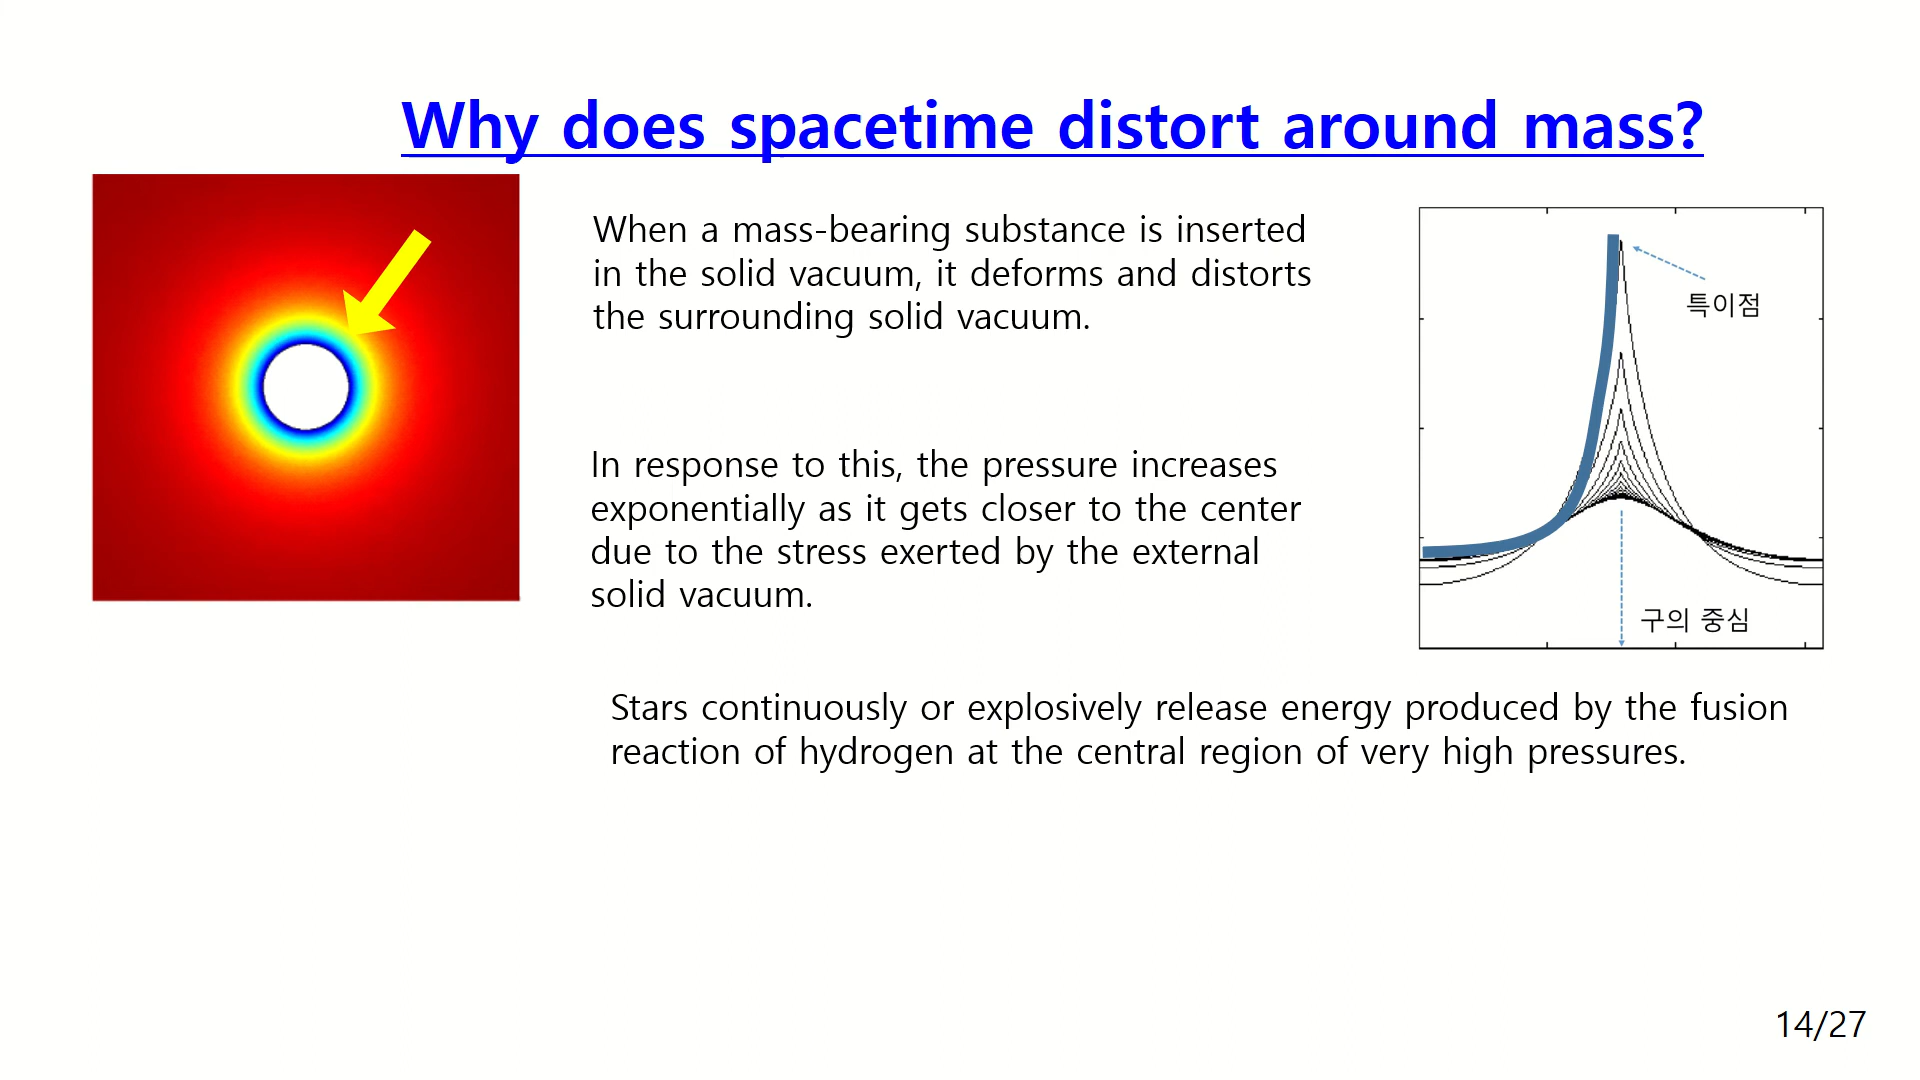 Why does spacetime distort around mass?
When a mass-bearing substance is inserted
in the solid vacuum, it deforms and distorts
the surrounding solid vacuum.
특이점
In response to this, the pressure increases
exponentially as it gets closer to the center
due to the stress exerted by the external
solid vacuum.
구의 중심
Stars continuously or explosively release energy produced by the fusion
reaction of hydrogen at the central region of very high pressures.
14/27